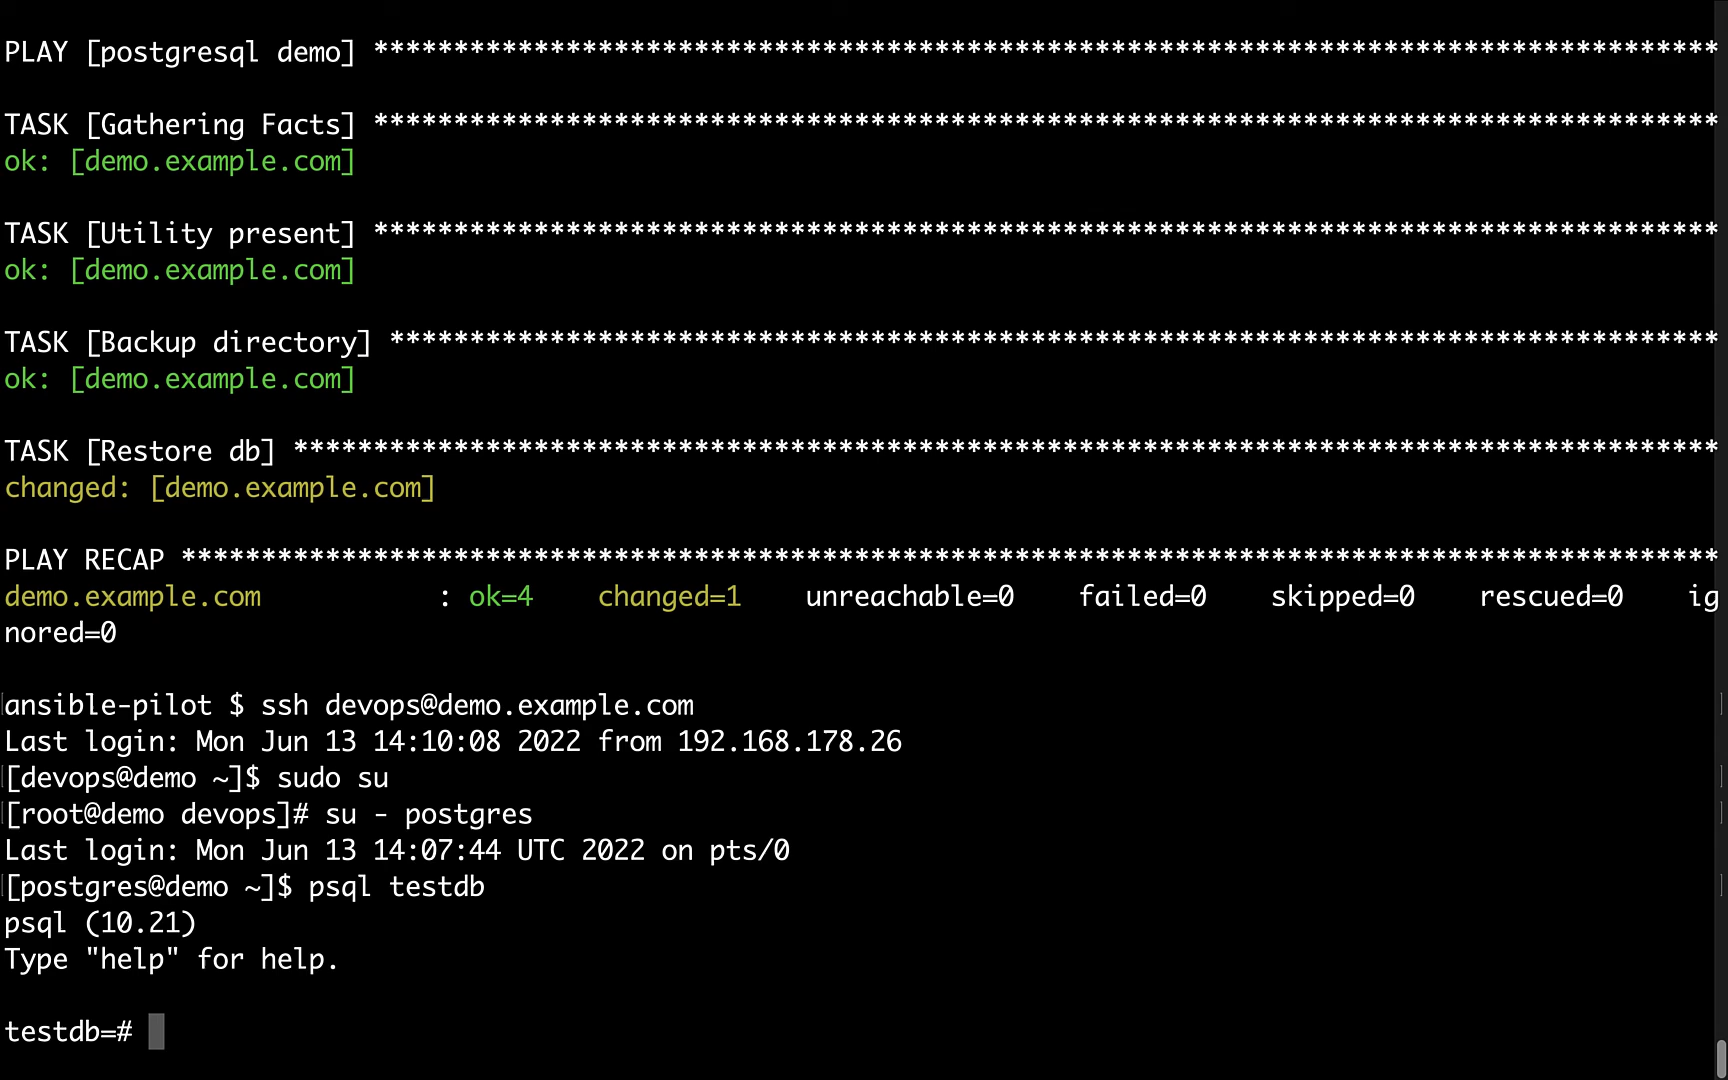 PLAY [postgresql demo] ************************************************************************************
TASK [Gathering Facts] ************************************************************************************
ok: [demo.example.com]
TASK [Utility present] ************************************************************************************
ok: [demo.example.com]
TASK [Backup directory] ***********************************************************************************
ok: [demo.example.com]
TASK [Restore db] *****************************************************************************************
changed: [demo.example.com]
PLAY RECAP ************************************************************************************************
demo.example.com           : ok=4    changed=1    unreachable=0    failed=0    skipped=0    rescued=0    ig
nored=0
ansible-pilot $ ssh devops@demo.example.com
Last login: Mon Jun 13 14:10:08 2022 from 192.168.178.26
[devops@demo ~]$ sudo su
[root@demo devops]# su - postgres
Last login: Mon Jun 13 14:07:44 UTC 2022 on pts/0
[postgres@demo ~]$ psql testdb
psql (10.21)
Type "help" for help.
testdb=#